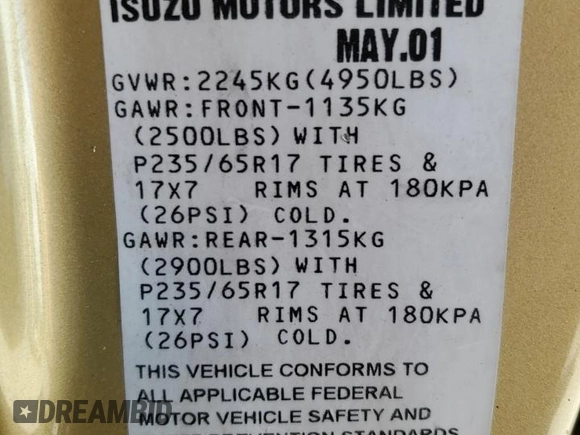 ISUZU MOTORS LIMITED
MAY.01
GVWR:2245KG(4950LBS)
GAWR:FRONT-1135KG
(2500LBS) WITH
P235/65R17 TIRES &
17X7 RIMS AT 180KPA
(26PSI) COLD.
GAWR:REAR-1315KG
(2900LBS) WITH
P235/65R17 TIRES &
17X7 RIMS AT 180KPA
(26PSI) COLD.
THIS VEHICLE CONFORMS TO
ALL APPLICABLE FEDERAL
MOTOR VEHICLE SAFETY AND
PREVENTION STANDARDS
DREAMBID